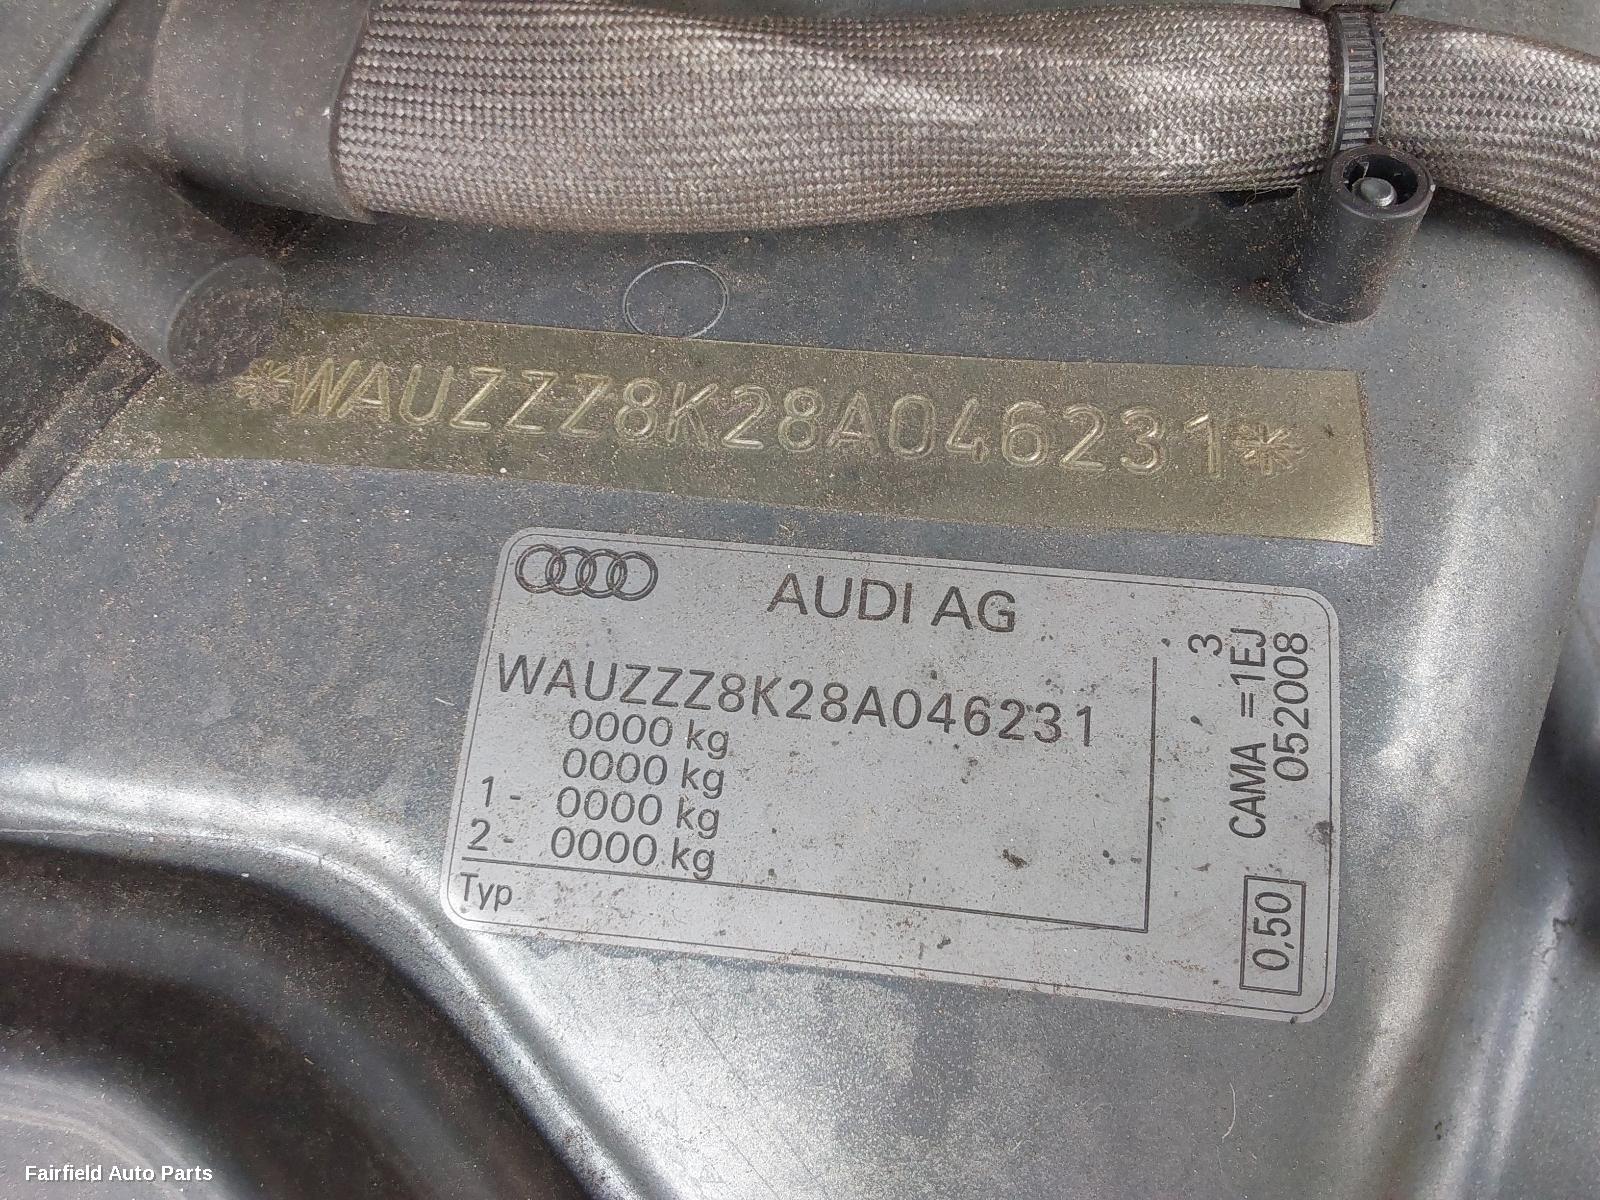 *WAUZZZ8K28A046231*
AUDI AG
WAUZZZ8K28A046231
0000 kg
0000 kg
1 - 0000 kg
2 - 0000 kg
Typ
3
CAMA =1EJ
052008
0,50
Fairfield Auto Parts